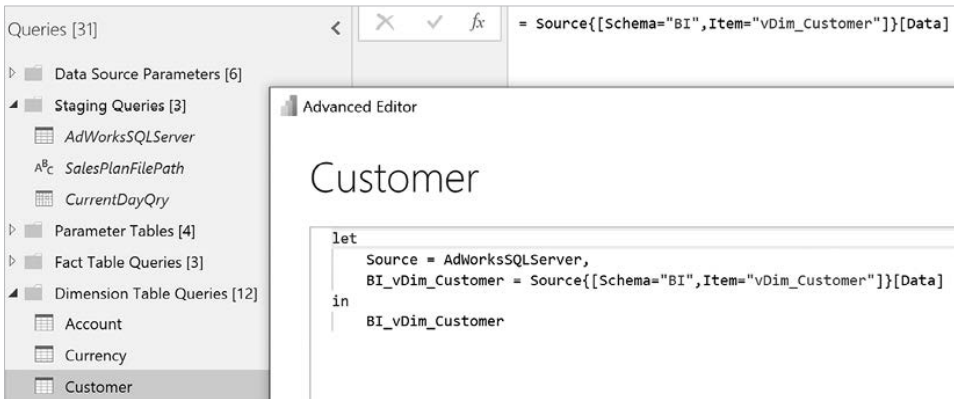 Queries [31]
fx
= Source{[Schema="BI",Item="vDim_Customer"]}[Data]
Data Source Parameters [6]
Staging Queries [3]
AdWorksSQLServer
ABC SalesPlanFilePath
CurrentDayQry
Parameter Tables [4]
Fact Table Queries [3]
Dimension Table Queries [12]
Account
Currency
Customer
Advanced Editor
Customer
let
Source = AdWorksSQLServer,
BI_vDim_Customer = Source{[Schema="BI",Item="vDim_Customer"]}[Data]
in
BI_vDim_Customer